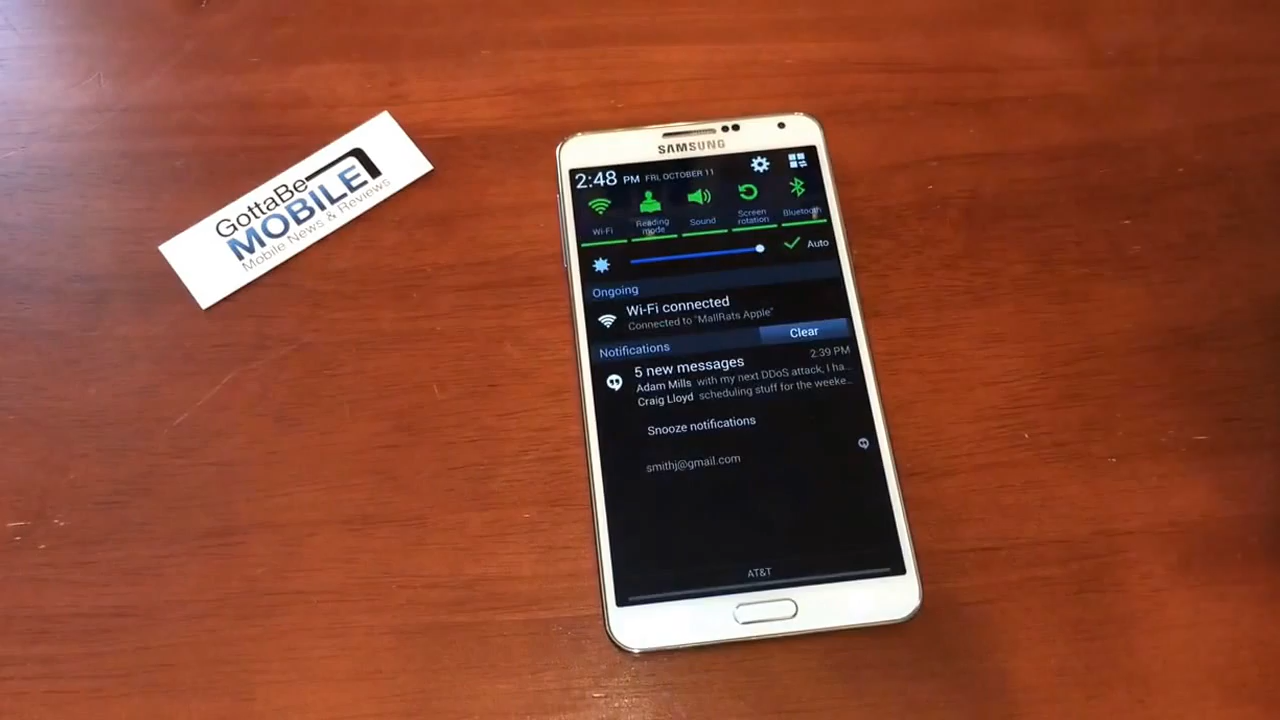 GottaBe
MOBILE
Mobile News & Reviews
SAMSUNG
2:48 PM FRI, OCTOBER 11
Wi-Fi
Reading mode
Sound
Screen rotation
Bluetooth
Auto
Ongoing
Wi-Fi connected
Connected to "MallRats Apple"
Notifications
Clear
5 new messages 2:39 PM
Adam Mills with my next DDoS attack, I ha...
Craig Lloyd scheduling stuff for the weeke...
Snooze notifications
smithj@gmail.com
AT&T